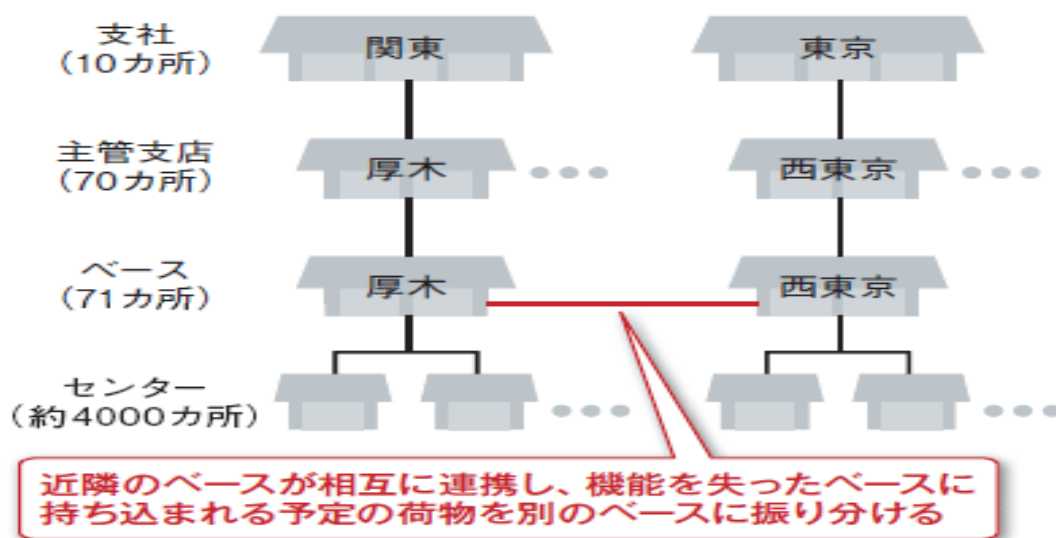 支社
(10カ所)
関東
東京
主管支店
(70カ所)
厚木
西東京
ベース
(71カ所)
厚木
西東京
センター
(約4000カ所)
近隣のベースが相互に連携し、機能を失ったベースに
持ち込まれる予定の荷物を別のベースに振り分ける